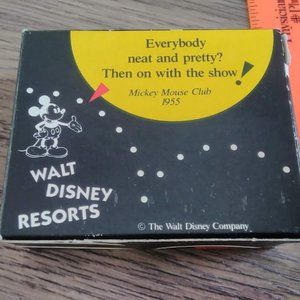 Everybody
neat and pretty?
Then on with the show!
Mickey Mouse Club
1955
WALT
DISNEY
RESORTS
© The Walt Disney Company